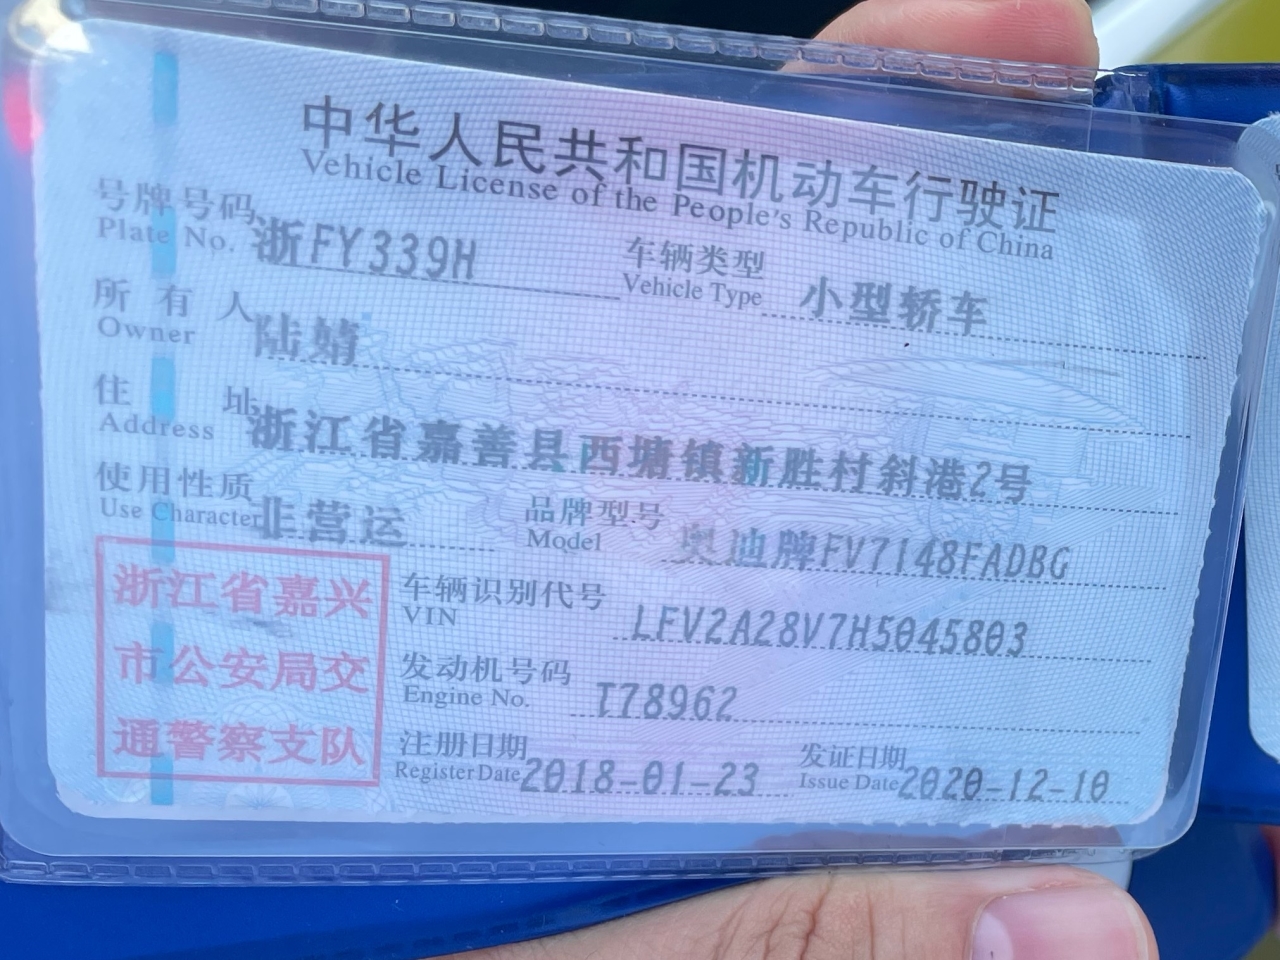 中华人民共和国机动车行驶证
Vehicle License of the People's Republic of China
号牌号码 浙FY339H 车辆类型 小型轿车
Plate No. Vehicle Type
所有人 陆婧
Owner
住址 浙江省嘉善县西塘镇新胜村斜港2号
Address
使用性质 非营运 品牌型号 奥迪牌FV7148FADBG
Use Character Model
车辆识别代号 LFV2A28V7H5045803
VIN
发动机号码 T78962
Engine No.
注册日期 2018-01-23 发证日期 2020-12-10
Register Date Issue Date
浙江省嘉兴
市公安局交
通警察支队